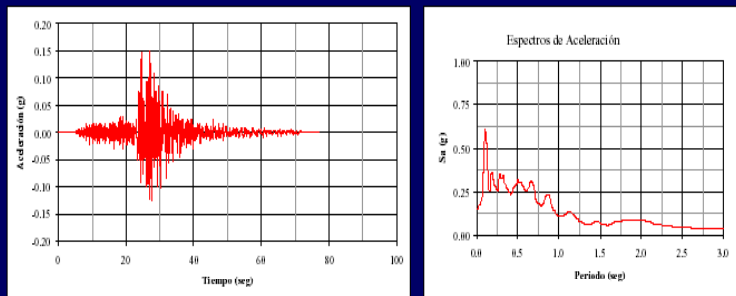 0.20
0.15
0.10
0.05
0.00
-0.05
-0.10
-0.15
-0.20
Aceleración (g)
0 20 40 60 80 100
Tiempo (seg)
Espectros de Aceleración
1.00
0.75
0.50
0.25
0.00
Sa (g)
0.0 0.5 1.0 1.5 2.0 2.5 3.0
Periodo (seg)